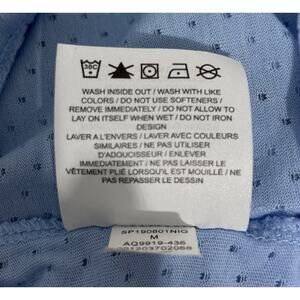 30C
WASH INSIDE OUT / WASH WITH LIKE
COLORS / DO NOT USE SOFTENERS /
REMOVE IMMEDIATELY / DO NOT ALLOW TO
LAY ON ITSELF WHEN WET / DO NOT IRON
DESIGN
LAVER A L'ENVERS / LAVER AVEC COULEURS
SIMILAIRES / NE PAS UTILISER
D'ADOUCISSEUR / ENLEVER
IMMEDIATEMENT / NE PAS LAISSER LE
VÊTEMENT PLIÉ LORSQU'IL EST MOUILLÉ / NE
PAS REPASSER LE DESSIN
SP190801NIG
M
AQ9919-436